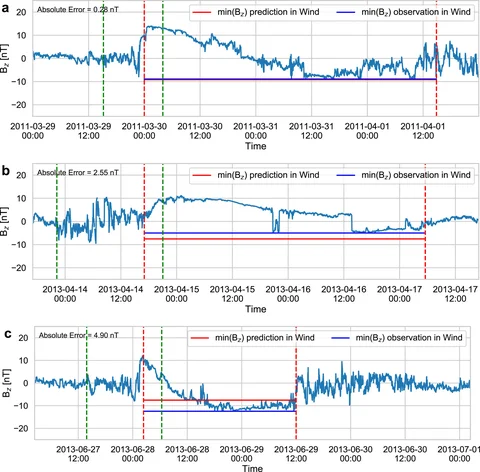 a
Absolute Error = 0.28 nT
min(Bz) prediction in Wind
min(Bz) observation in Wind
20
10
0
−10
−20
Bz [nT]
2011-03-29 2011-03-29 2011-03-30 2011-03-30 2011-03-31 2011-03-31 2011-04-01 2011-04-01
00:00 12:00 00:00 12:00 00:00 12:00 00:00 12:00
Time
b
Absolute Error = 2.55 nT
min(Bz) prediction in Wind
min(Bz) observation in Wind
20
10
0
−10
−20
Bz [nT]
2013-04-14 2013-04-14 2013-04-15 2013-04-15 2013-04-16 2013-04-16 2013-04-17 2013-04-17
00:00 12:00 00:00 12:00 00:00 12:00 00:00 12:00
Time
c
Absolute Error = 4.90 nT
min(Bz) prediction in Wind
min(Bz) observation in Wind
20
10
0
−10
−20
Bz [nT]
2013-06-27 2013-06-28 2013-06-28 2013-06-29 2013-06-29 2013-06-30 2013-06-30 2013-07-01
12:00 00:00 12:00 00:00 12:00 00:00 12:00 00:00
Time